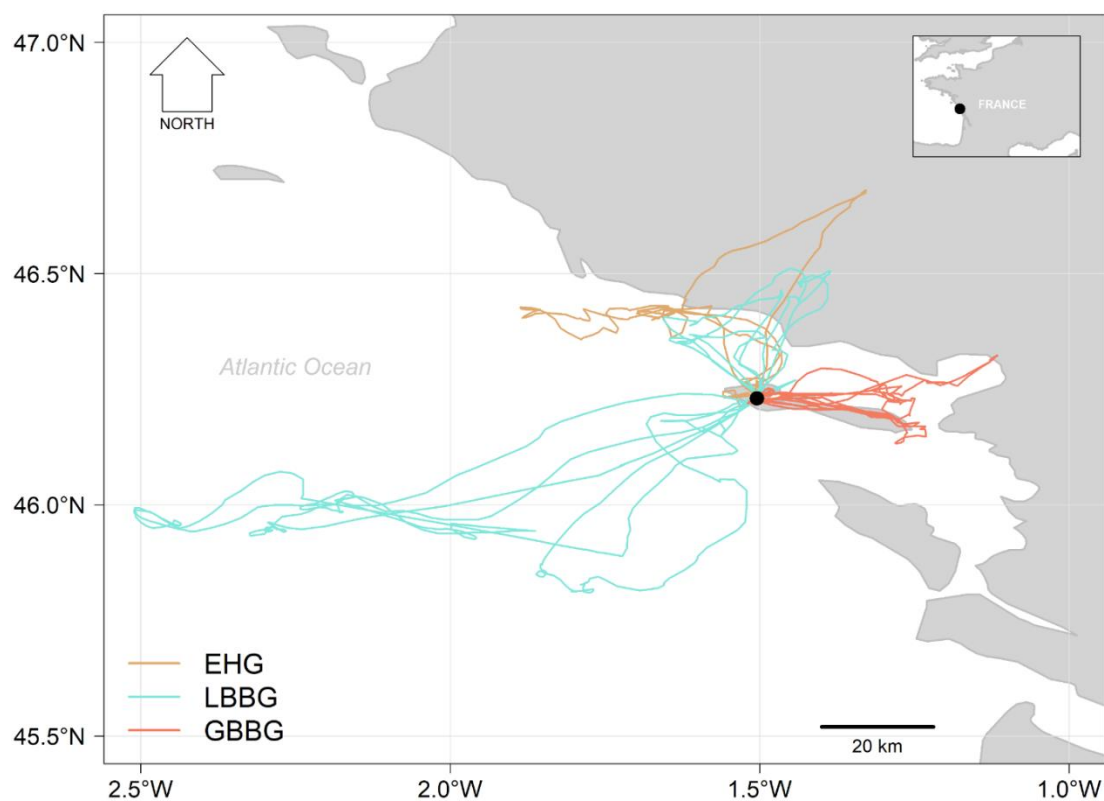 47.0°N
NORTH
FRANCE
46.5°N
Atlantic Ocean
46.0°N
EHG
LBBG
GBBG
20 km
45.5°N
2.5°W 2.0°W 1.5°W 1.0°W